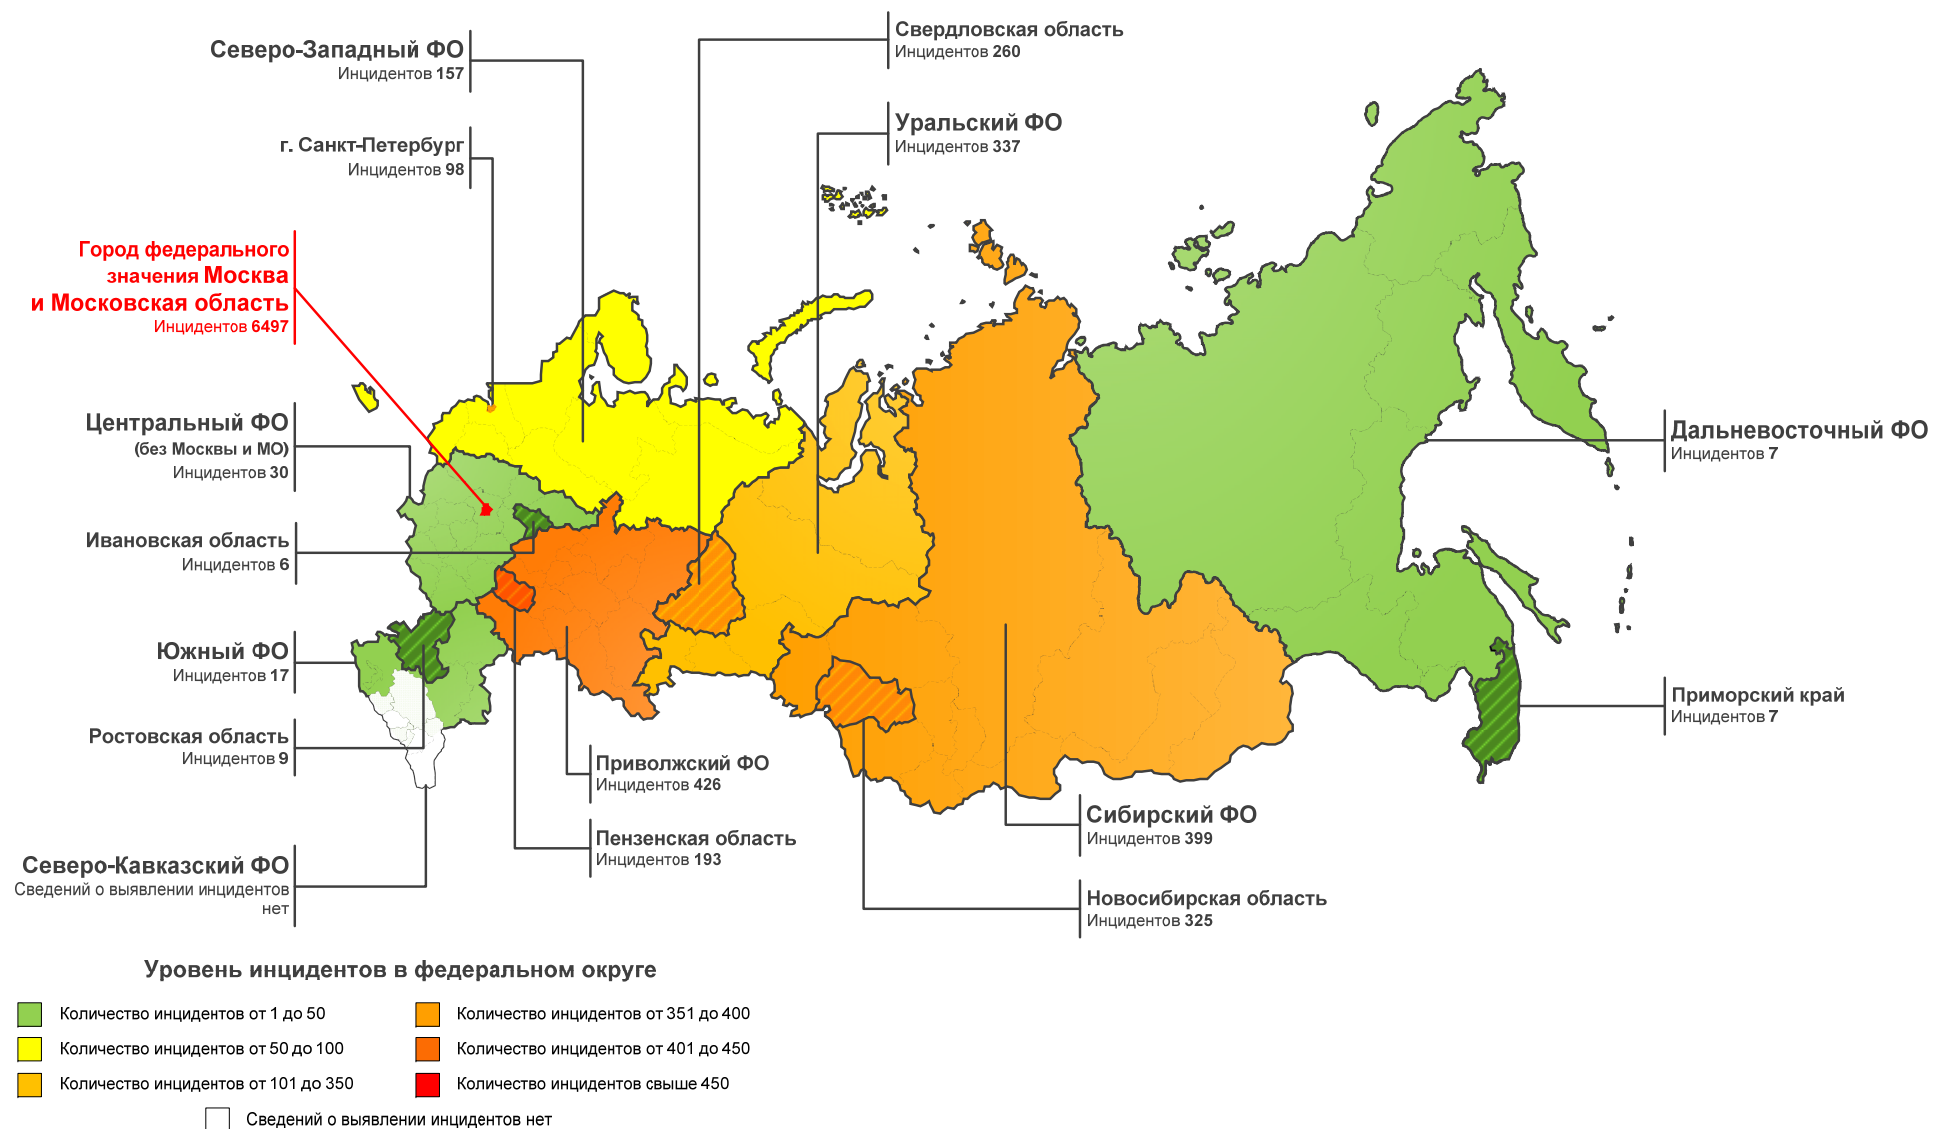 Северо-Западный ФО
Инцидентов 157
г. Санкт-Петербург
Инцидентов 98
Город федерального
значения Москва
и Московская область
Инцидентов 6497
Центральный ФО
(без Москвы и МО)
Инцидентов 30
Ивановская область
Инцидентов 6
Южный ФО
Инцидентов 17
Ростовская область
Инцидентов 9
Северо-Кавказский ФО
Сведений о выявлении инцидентов
нет
Свердловская область
Инцидентов 260
Уральский ФО
Инцидентов 337
Дальневосточный ФО
Инцидентов 7
Приморский край
Инцидентов 7
Приволжский ФО
Инцидентов 426
Пензенская область
Инцидентов 193
Сибирский ФО
Инцидентов 399
Новосибирская область
Инцидентов 325
Уровень инцидентов в федеральном округе
Количество инцидентов от 1 до 50
Количество инцидентов от 50 до 100
Количество инцидентов от 101 до 350
Количество инцидентов от 351 до 400
Количество инцидентов от 401 до 450
Количество инцидентов свыше 450
Сведений о выявлении инцидентов нет